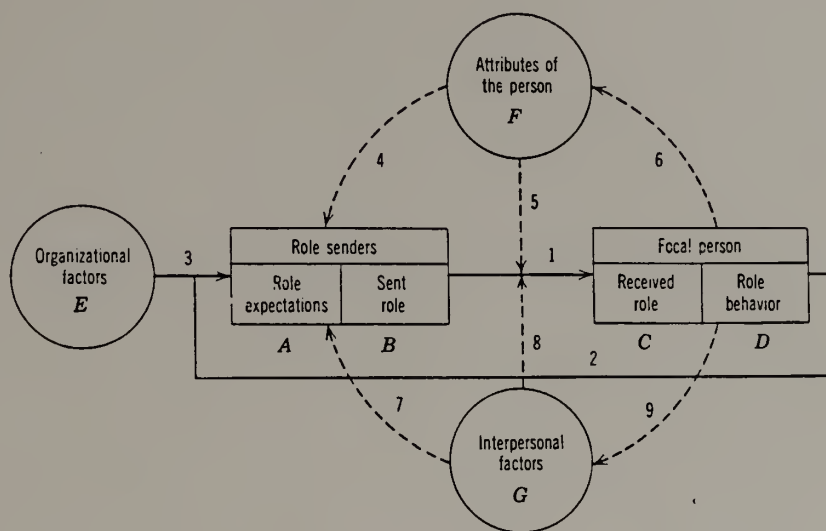 Attributes of
the person
F
4
6
5
Organizational
factors
E
3
Role senders
Role
expectations
Sent
role
A
B
1
Focal person
Received
role
Role
behavior
C
D
8
2
7
9
Interpersonal
factors
G